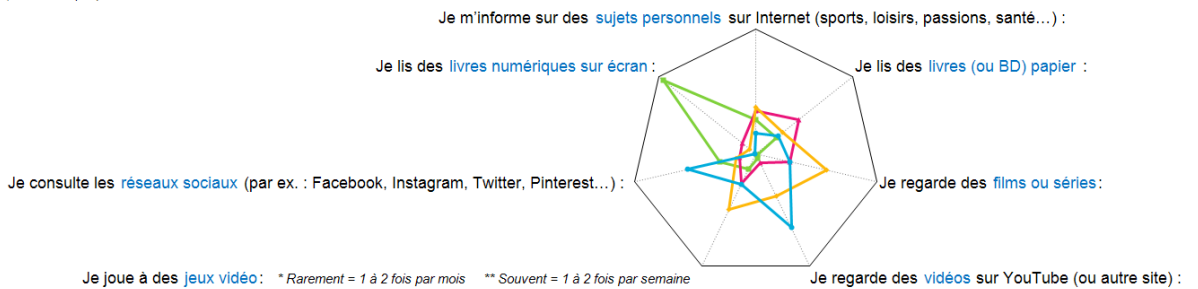 Je m'informe sur des sujets personnels sur Internet (sports, loisirs, passions, santé…) :
Je lis des livres numériques sur écran :
Je lis des livres (ou BD) papier :
Je consulte les réseaux sociaux (par ex. : Facebook, Instagram, Twitter, Pinterest…) :
Je regarde des films ou séries :
Je joue à des jeux vidéo : * Rarement = 1 à 2 fois par mois ** Souvent = 1 à 2 fois par semaine
Je regarde des vidéos sur YouTube (ou autre site) :